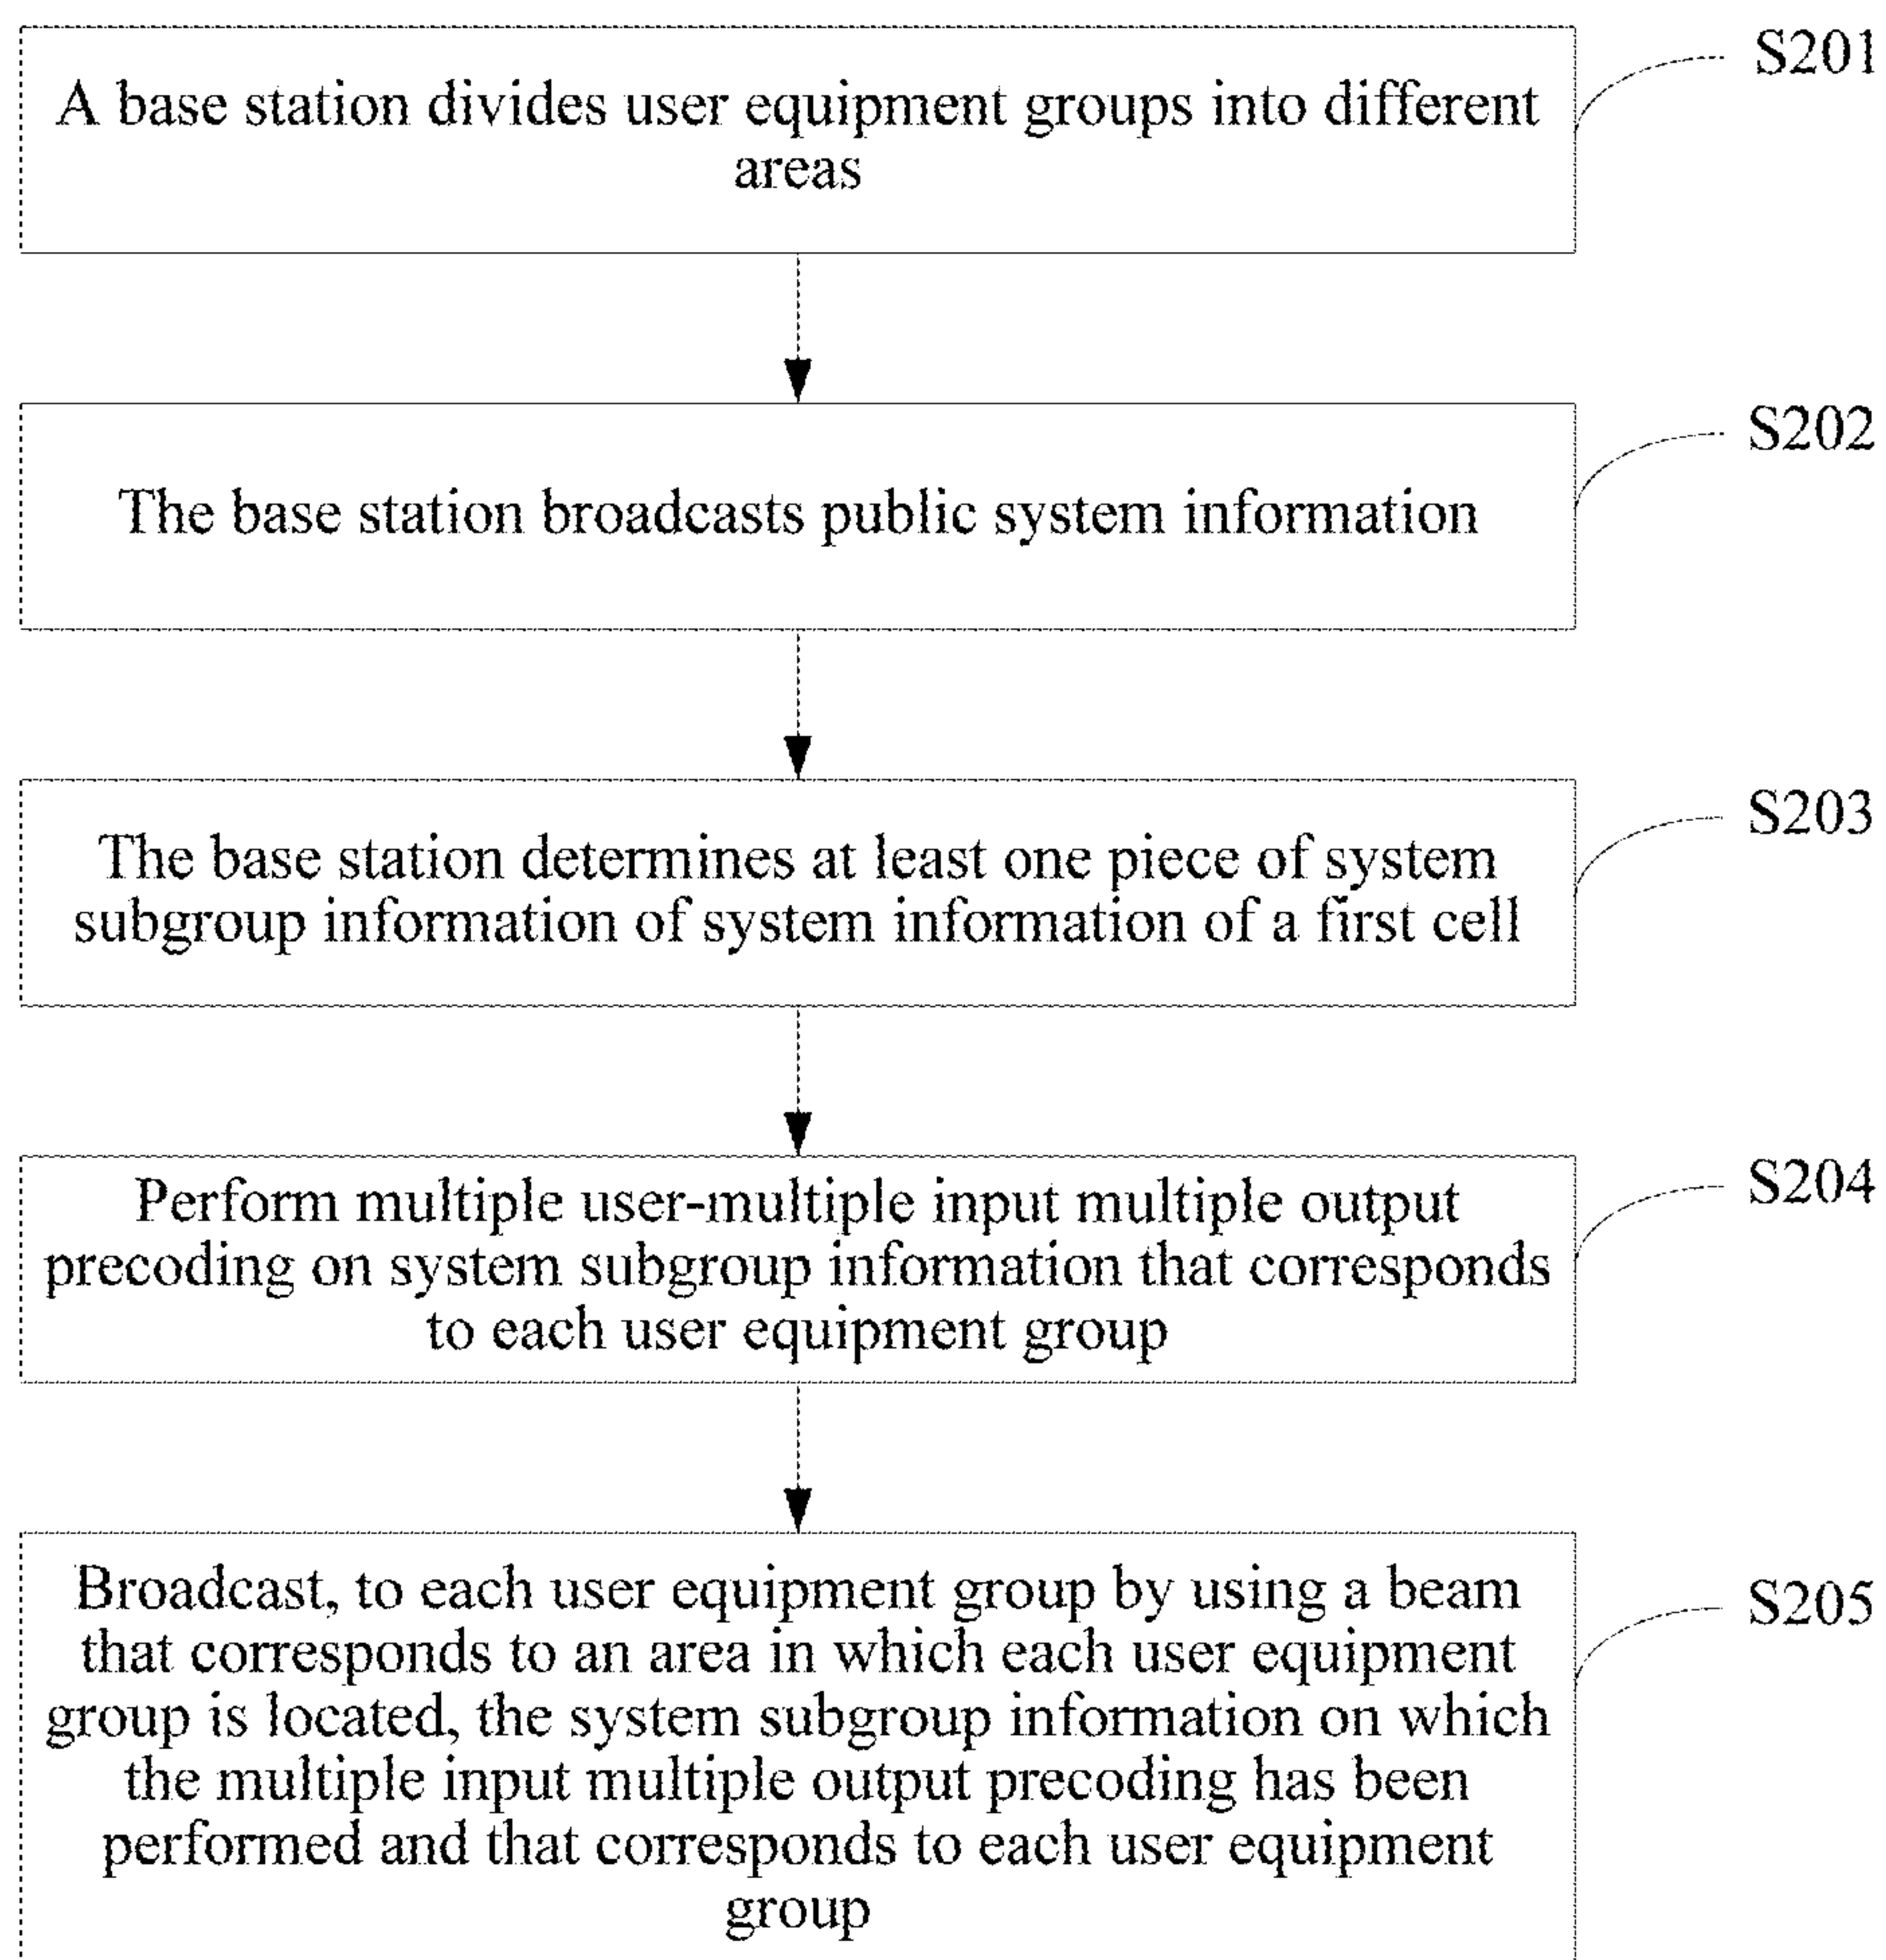 A base station divides user equipment groups into different
areas
S201
The base station broadcasts public system information
S202
The base station determines at least one piece of system
subgroup information of system information of a first cell
S203
Perform multiple user-multiple input multiple output
precoding on system subgroup information that corresponds
to each user equipment group
S204
Broadcast, to each user equipment group by using a beam
that corresponds to an area in which each user equipment
group is located, the system subgroup information on which
the multiple input multiple output precoding has been
performed and that corresponds to each user equipment
group
S205